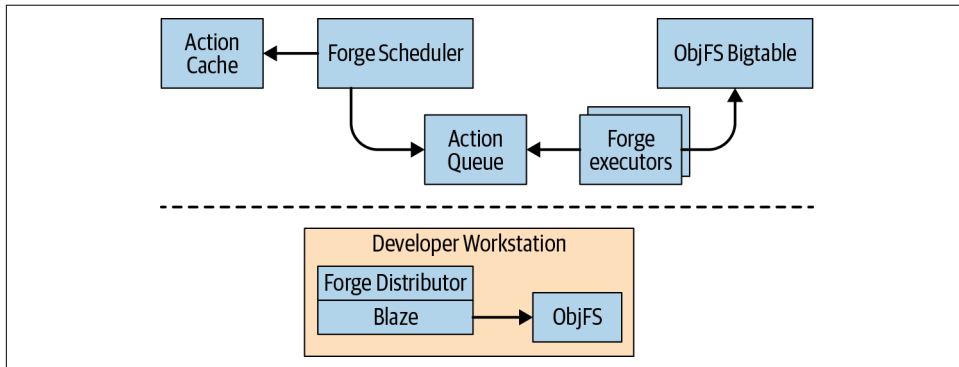 Action
Cache
Forge Scheduler
ObjFS Bigtable
Action
Queue
Forge
executors
Developer Workstation
Forge Distributor
Blaze
ObjFS